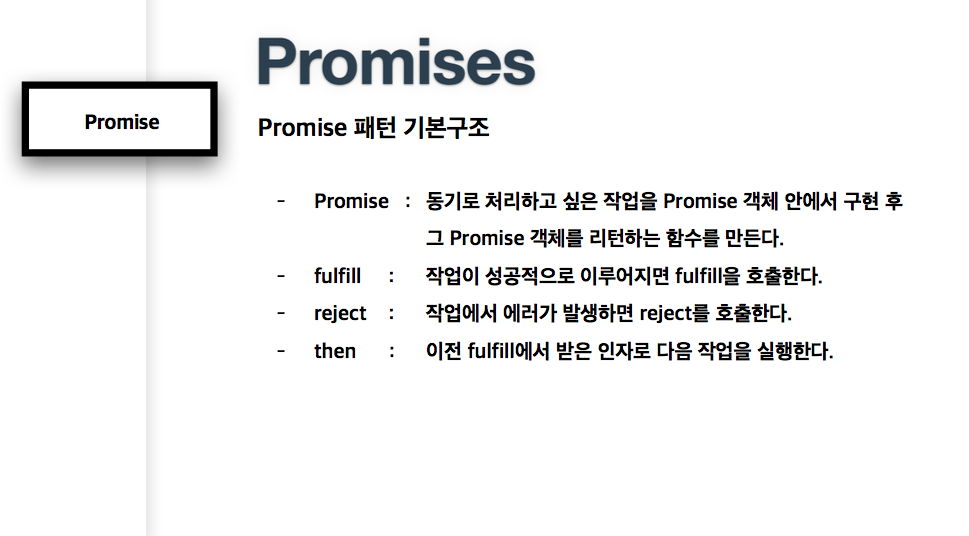 Promises
Promise
Promise 패턴 기본구조
- Promise : 동기로 처리하고 싶은 작업을 Promise 객체 안에서 구현 후
그 Promise 객체를 리턴하는 함수를 만든다.
- fulfill : 작업이 성공적으로 이루어지면 fulfill을 호출한다.
- reject : 작업에서 에러가 발생하면 reject를 호출한다.
- then : 이전 fulfill에서 받은 인자로 다음 작업을 실행한다.